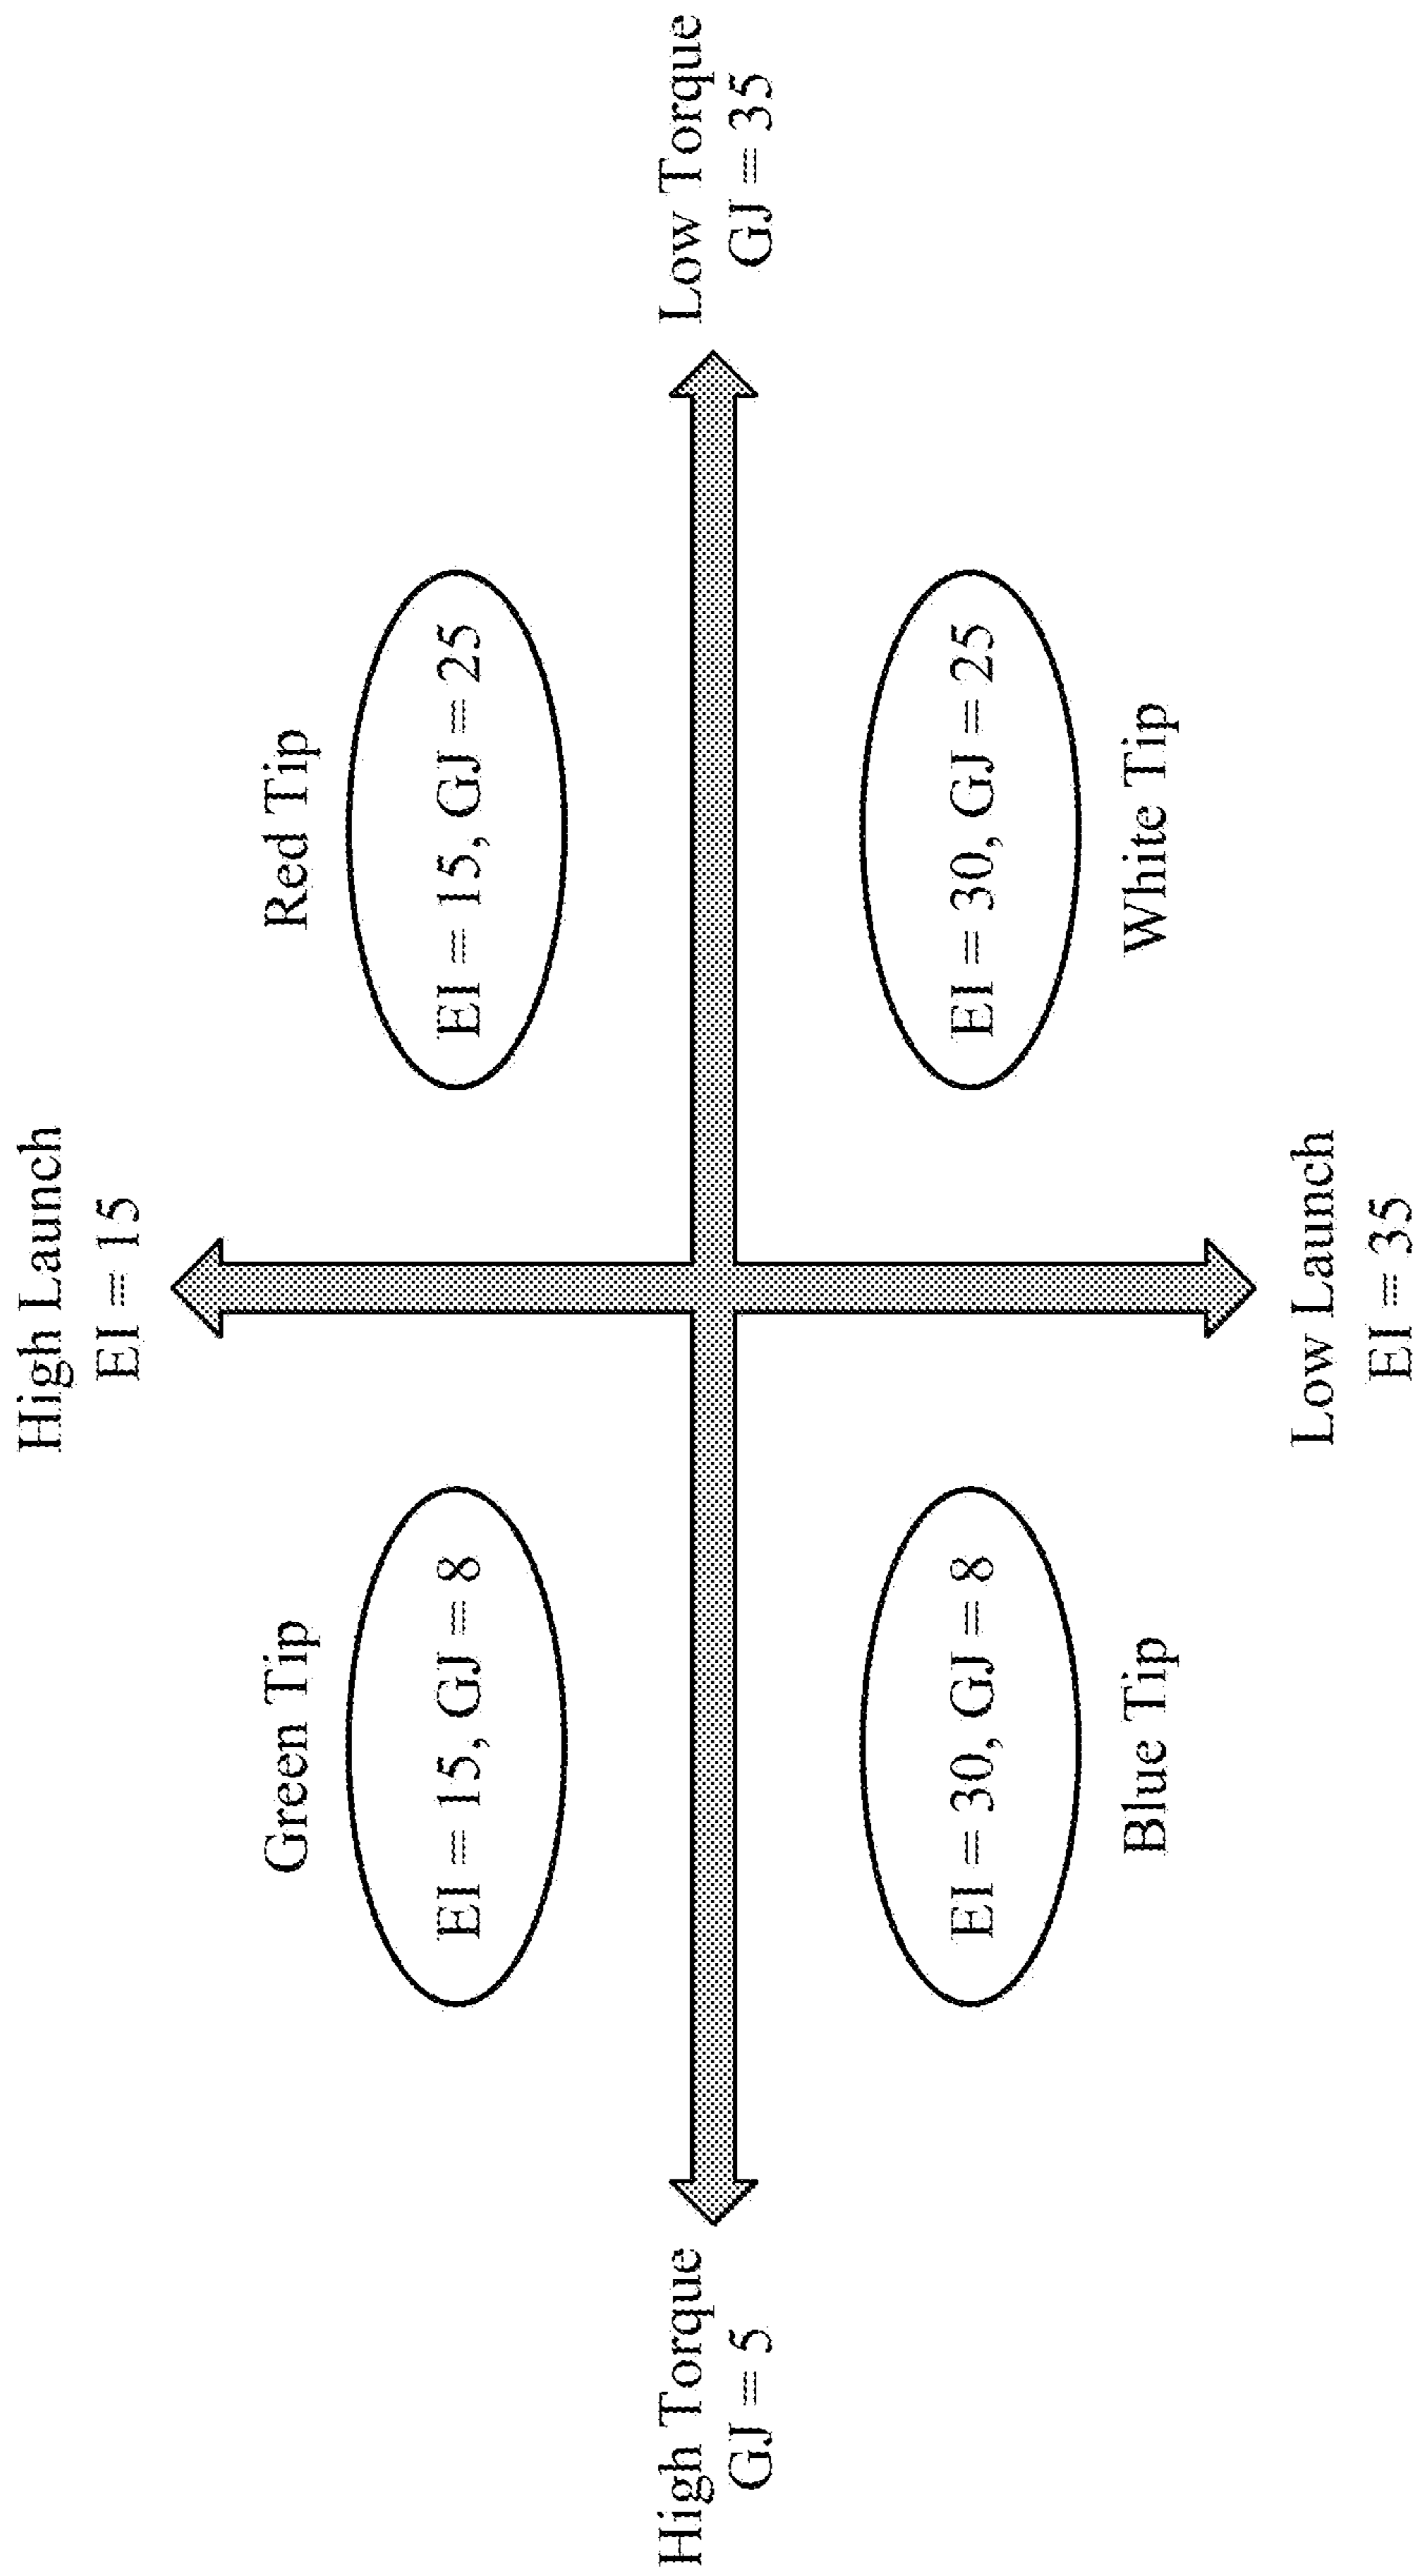 High Launch
EI = 15
Green Tip
Red Tip
EI = 15, GJ = 8
EI = 15, GJ = 25
High Torque
GJ = 5
Low Torque
GJ = 35
EI = 30, GJ = 8
EI = 30, GJ = 25
Blue Tip
White Tip
Low Launch
EI = 35